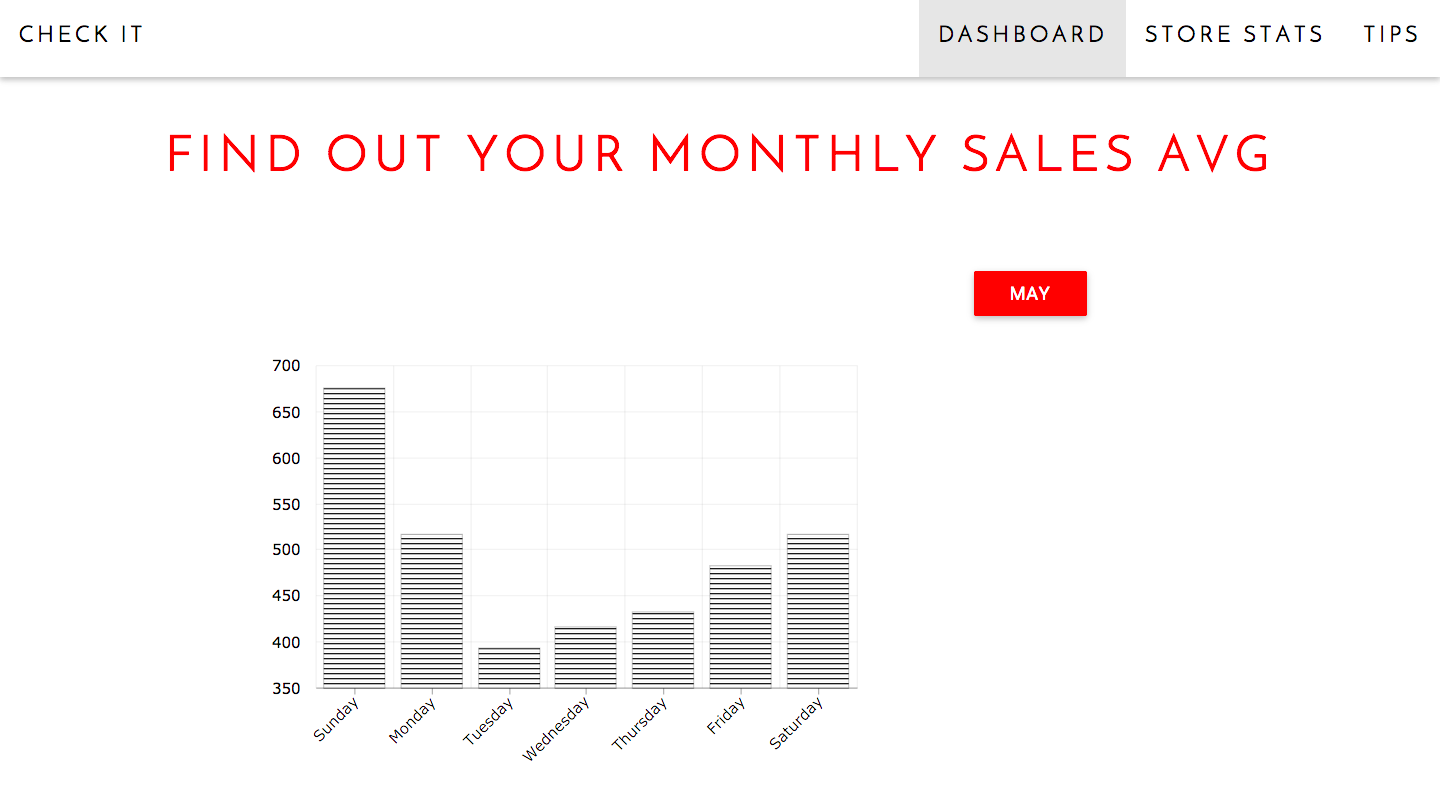 CHECK IT DASHBOARD STORE STATS TIPS
FIND OUT YOUR MONTHLY SALES AVG
MAY
700
650
600
550
500
450
400
350
Sunday Monday Tuesday Wednesday Thursday Friday Saturday